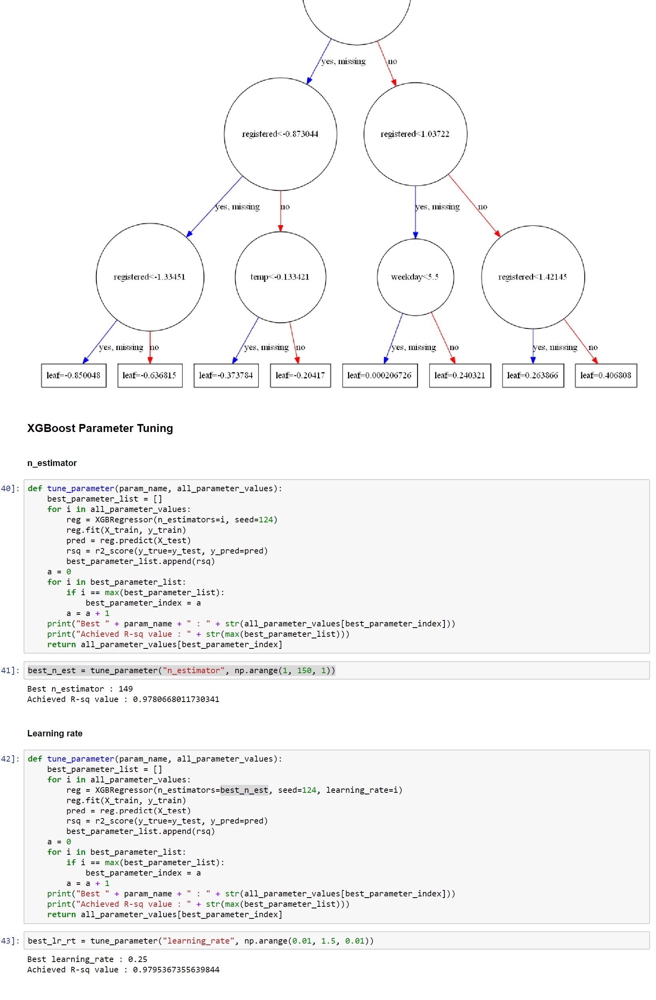 yes, missing
no
registered<-0.873044
registered<1.03722
yes, missing
no
yes, missing
no
registered<-1.33451
temp<-0.133421
weekday<5.5
registered<1.42145
yes, missing
no
yes, missing
no
yes, missing
no
yes, missing
no
leaf=-0.850048
leaf=-0.636815
leaf=-0.373784
leaf=-0.20417
leaf=0.000206726
leaf=0.240321
leaf=0.263866
leaf=0.406808
XGBoost Parameter Tuning
n_estimator
40]: def tune_parameter(param_name, all_parameter_values):
    best_parameter_list = []
    for i in all_parameter_values:
        reg = XGBRegressor(n_estimators=i, seed=124)
        reg.fit(X_train, y_train)
        pred = reg.predict(X_test)
        rsq = r2_score(y_true=y_test, y_pred=pred)
        best_parameter_list.append(rsq)
    a = 0
    for i in best_parameter_list:
        if i == max(best_parameter_list):
            best_parameter_index = a
        a = a + 1
    print("Best " + param_name + " : " + str(all_parameter_values[best_parameter_index]))
    print("Achieved R-sq value : " + str(max(best_parameter_list)))
    return all_parameter_values[best_parameter_index]
41]: best_n_est = tune_parameter("n_estimator", np.arange(1, 150, 1))
Best n_estimator : 149
Achieved R-sq value : 0.9780668011730341
Learning rate
42]: def tune_parameter(param_name, all_parameter_values):
    best_parameter_list = []
    for i in all_parameter_values:
        reg = XGBRegressor(n_estimators=best_n_est, seed=124, learning_rate=i)
        reg.fit(X_train, y_train)
        pred = reg.predict(X_test)
        rsq = r2_score(y_true=y_test, y_pred=pred)
        best_parameter_list.append(rsq)
    a = 0
    for i in best_parameter_list:
        if i == max(best_parameter_list):
            best_parameter_index = a
        a = a + 1
    print("Best " + param_name + " : " + str(all_parameter_values[best_parameter_index]))
    print("Achieved R-sq value : " + str(max(best_parameter_list)))
    return all_parameter_values[best_parameter_index]
43]: best_lr_rt = tune_parameter("learning_rate", np.arange(0.01, 1.5, 0.01))
Best learning_rate : 0.25
Achieved R-sq value : 0.9795367355639844